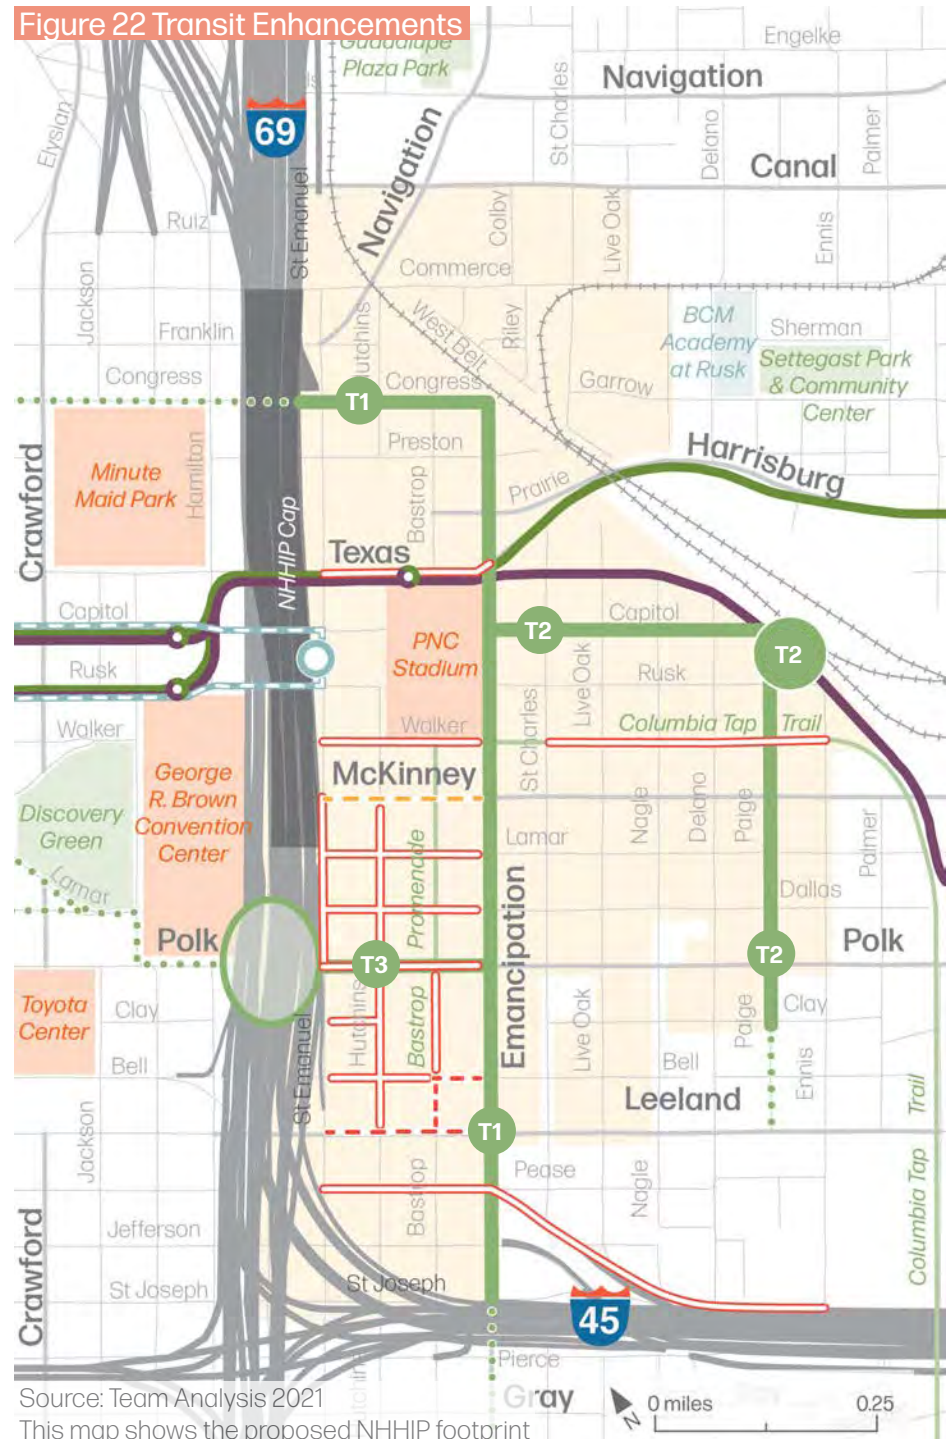 Figure 22 Transit Enhancements
Guadalupe
Plaza Park
Engelke
Navigation
St Charles
69
Elysian
Navigation
Delano
Palmer
Canal
St Emanuel
Ruiz
Colby
Live Oak
Ennis
Commerce
Jackson
Franklin
Hutchins
West Belt
Riley
BCM
Academy
at Rusk
Sherman
Settegast Park
& Community
Center
Congress
Congress
Garrow
T1
Crawford
Minute
Maid Park
Hamilton
Preston
Bastrop
Prairie
Harrisburg
NHHIP Cap
Texas
Capitol
Capitol
T2
PNC
Stadium
T2
Rusk
Rusk
Live Oak
St Charles
Walker
Walker
Columbia Tap
Trail
McKinney
George
R. Brown
Convention
Center
Discovery
Green
Lamar
Promenade
Lamar
Nagle
Delano
Paige
Palmer
Dallas
Emancipation
Polk
Polk
T3
T2
Toyota
Center
Clay
Clay
Hutchins
Bastrop
Live Oak
Paige
Ennis
Bell
Bell
St Emanuel
Leeland
T1
Jackson
Trail
Pease
Bastrop
Nagle
Columbia Tap
Jefferson
Crawford
St Joseph
St Joseph
45
Pierce
Gray
N
0 miles
0.25
Source: Team Analysis 2021
This map shows the proposed NHHIP footprint